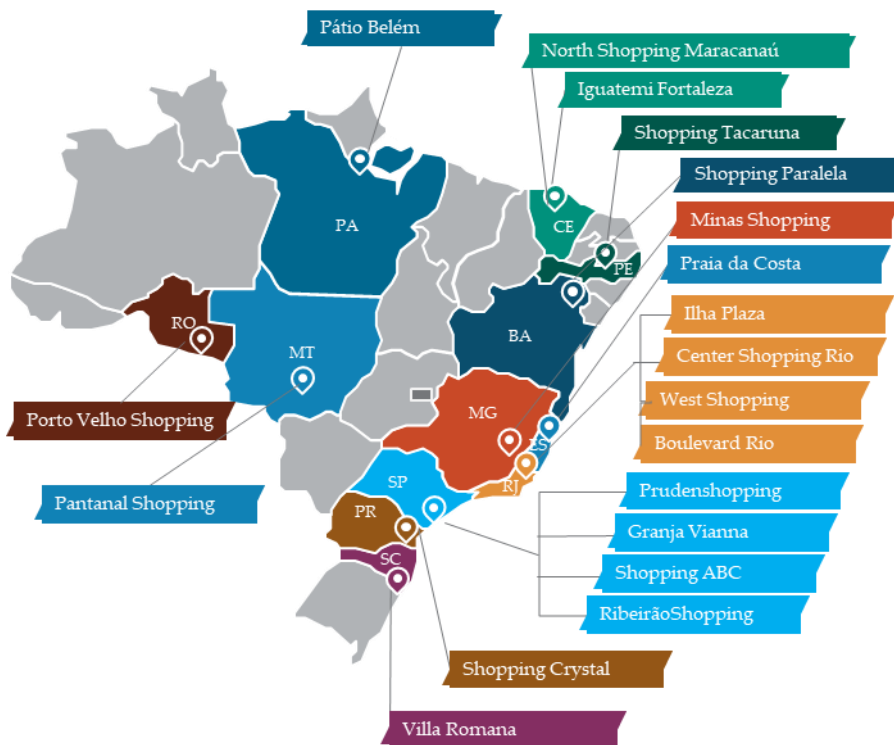 Pátio Belém
North Shopping Maracanaú
Iguatemi Fortaleza
Shopping Tacaruna
Shopping Paralela
Minas Shopping
Praia da Costa
Ilha Plaza
Center Shopping Rio
West Shopping
Boulevard Rio
Prudenshopping
Granja Vianna
Shopping ABC
RibeirãoShopping
Shopping Crystal
Villa Romana
Porto Velho Shopping
Pantanal Shopping
PA
CE
PE
BA
RO
MT
MG
ES
RJ
SP
PR
SC